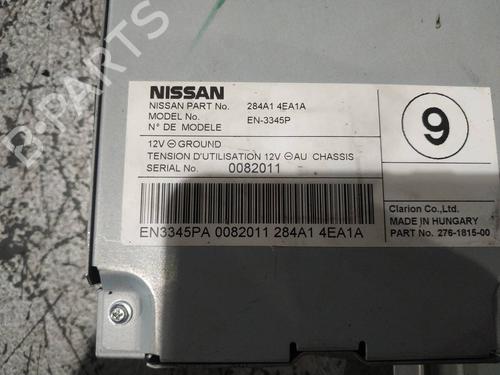 B-PARTS
NISSAN
NISSAN PART No. 284A1 4EA1A
MODEL No. EN-3345P
N° DE MODELE
12V ⊖ GROUND
TENSION D'UTILISATION 12V ⊖ AU CHASSIS
SERIAL No. 0082011
EN3345PA 0082011 284A1 4EA1A
9
Clarion Co.,Ltd.
MADE IN HUNGARY
PART No. 276-1815-00